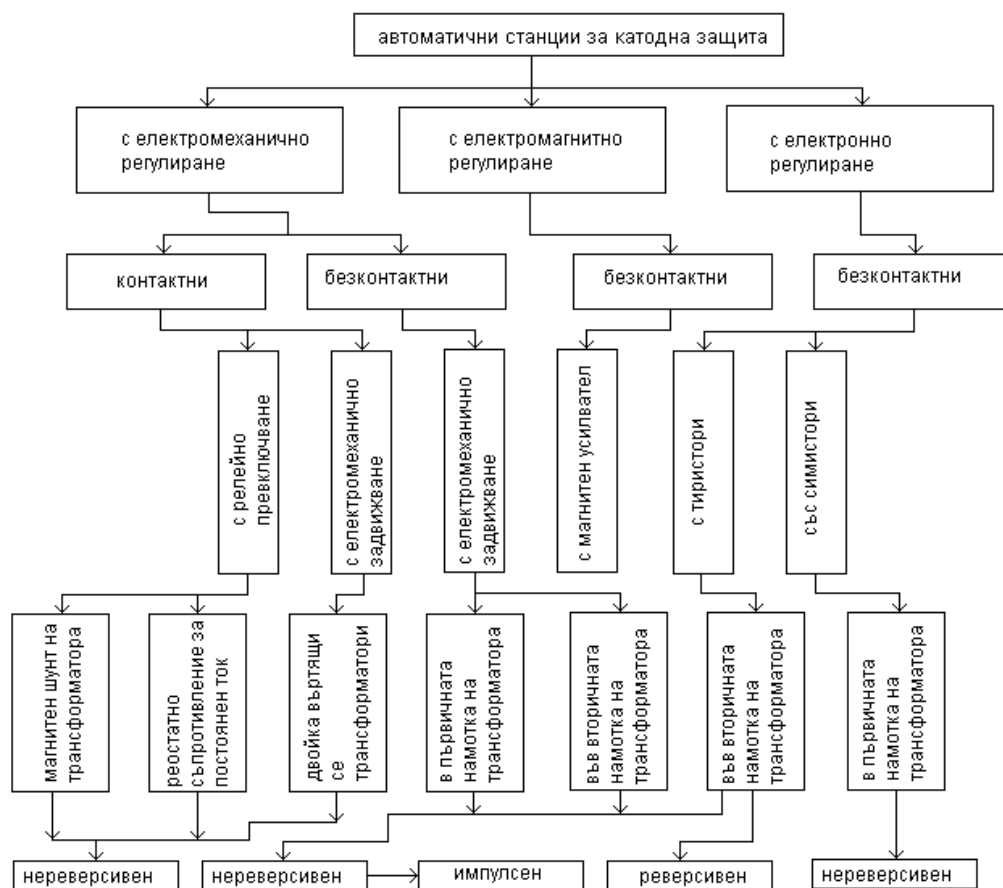 автоматични станции за катодна защита
с електромеханично
регулиране
с електромагнитно
регулиране
с електронно
регулиране
контактни
безконтактни
безконтактни
безконтактни
с релейно
превключване
с електромеханично
задвижване
с електромеханично
задвижване
с магнитен усилвател
с тиристори
със симистори
магнитен шунт на
трансформатора
реостатно
съпротивление за
постоянен ток
двойка въртящи
се
трансформатори
в първичната
намотка на
трансформатора
във вторичната
намотка на
трансформатора
във вторичната
намотка на
трансформатора
в първичната
намотка на
трансформатора
нереверсивен
нереверсивен
импулсен
реверсивен
нереверсивен